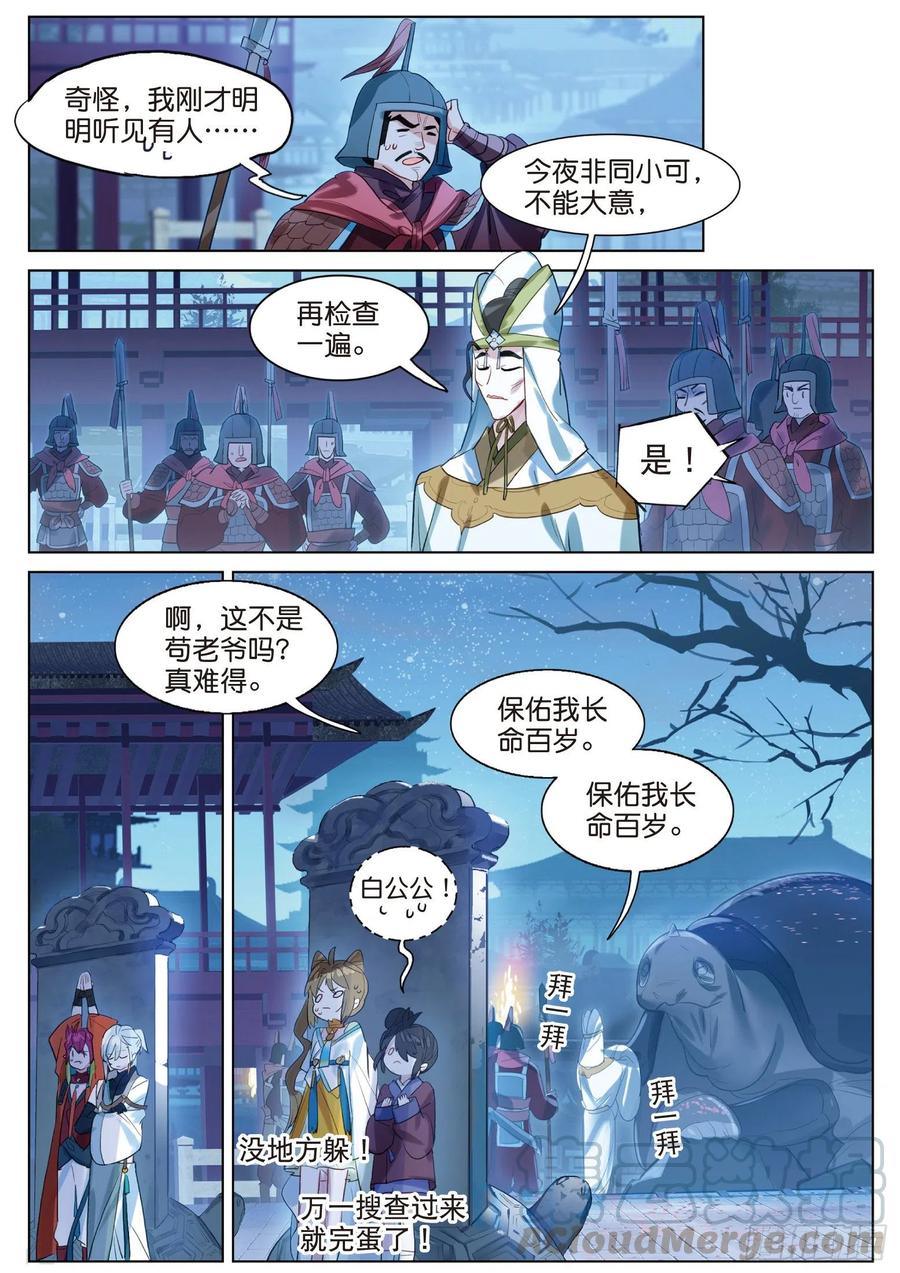 奇怪，我刚才明
明听见有人……
今夜非同小可，
不能大意，
再检查
一遍。
是！
啊，这不是
苟老爷吗？
真难得。
保佑我长
命百岁。
保佑我长
命百岁。
白公公！
拜一拜
拜一拜
没地方躲！
万一搜查过来
就完蛋了！
ACloudMerge.com